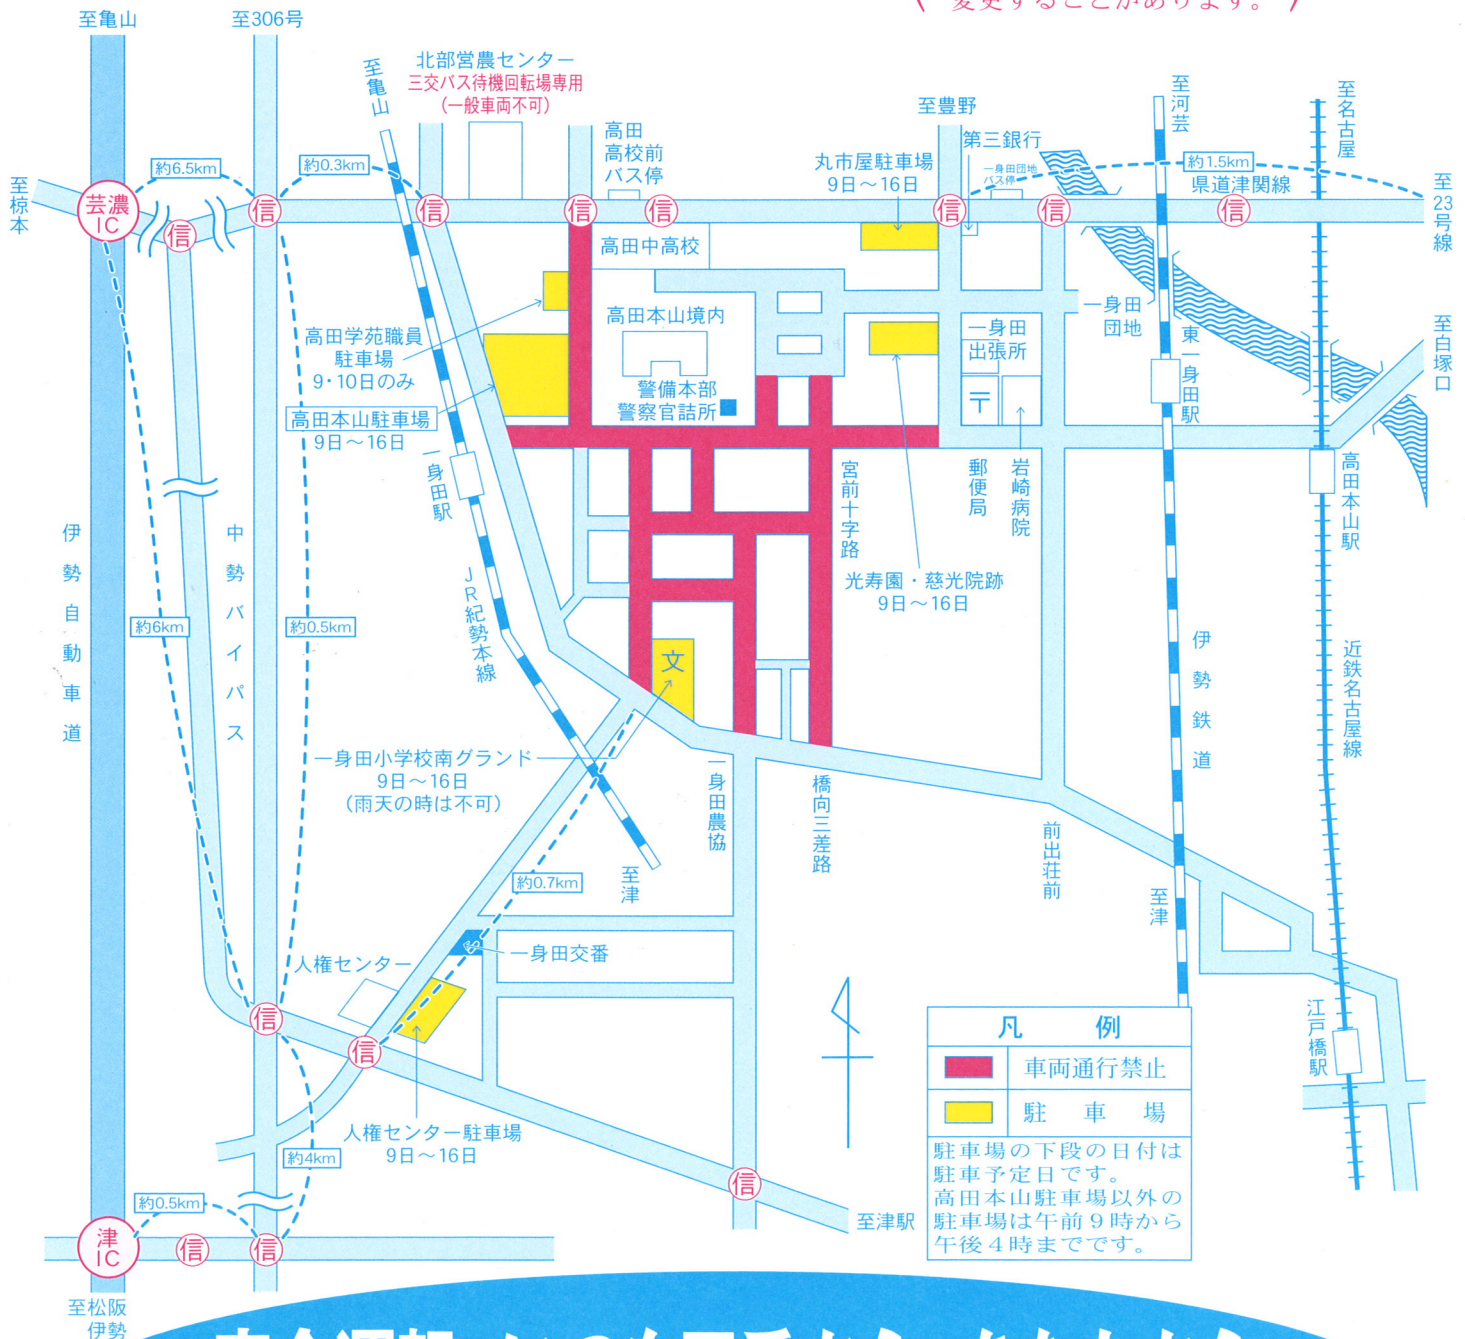 変更することがあります。
至亀山
至306号
至亀山
北部営農センター
三交バス待機回転場専用
（一般車両不可）
高田
高校前
バス停
至豊野
第三銀行
一身田団地
バス停
丸市屋駐車場
9日～16日
至河芸
至名古屋
約1.5km
県道津関線
至23号線
約6.5km
約0.3km
至椋本
芸濃
IC
信
信
信
信
信
信
信
信
高田中高校
高田学苑職員
駐車場
9・10日のみ
高田本山境内
警備本部
警察官詰所
高田本山駐車場
9日～16日
一身田
出張所
一身田
団地
東一身田駅
至白塚口
〒
郵便局
岩崎病院
宮前十字路
高田本山駅
一身田駅
伊勢自動車道
中勢バイパス
JR紀勢本線
約6km
約0.5km
光寿園・慈光院跡
9日～16日
文
伊勢鉄道
近鉄名古屋線
一身田小学校南グランド
9日～16日
（雨天の時は不可）
一身田農協
橋向三差路
前出荘前
至津
至津
約0.7km
一身田交番
人権センター
信
信
人権センター駐車場
9日～16日
約4km
約0.5km
津
IC
信
信
信
至津駅
至松阪
伊勢
江戸橋駅
凡　例
車両通行禁止
駐　車　場
駐車場の下段の日付は
駐車予定日です。
高田本山駐車場以外の
駐車場は午前9時から
午後4時までです。